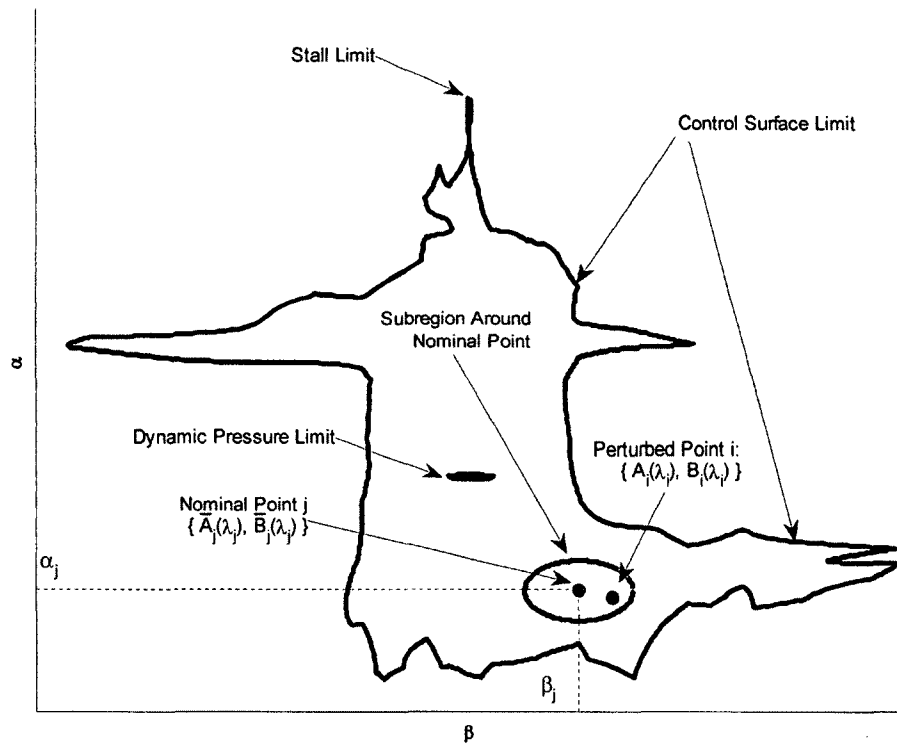 Stall Limit
Control Surface Limit
Subregion Around
Nominal Point
α
Dynamic Pressure Limit
Perturbed Point i:
{ Ai(λi), Bi(λi) }
Nominal Point j
{ A̅j(λj), B̅j(λj) }
αj
βj
β